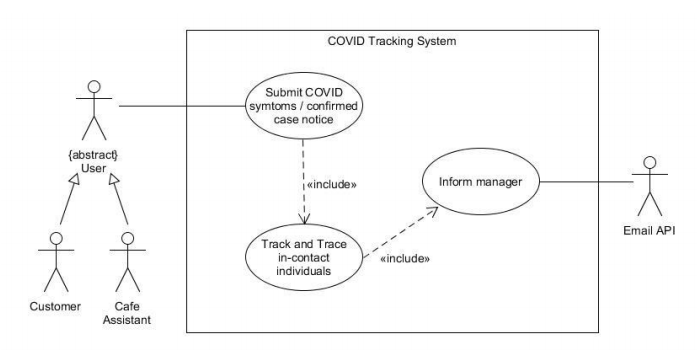 COVID Tracking System
Submit COVID
symtoms / confirmed
case notice
{abstract}
User
«include»
Inform manager
Email API
Track and Trace
in-contact
individuals
«include»
Customer
Cafe
Assistant